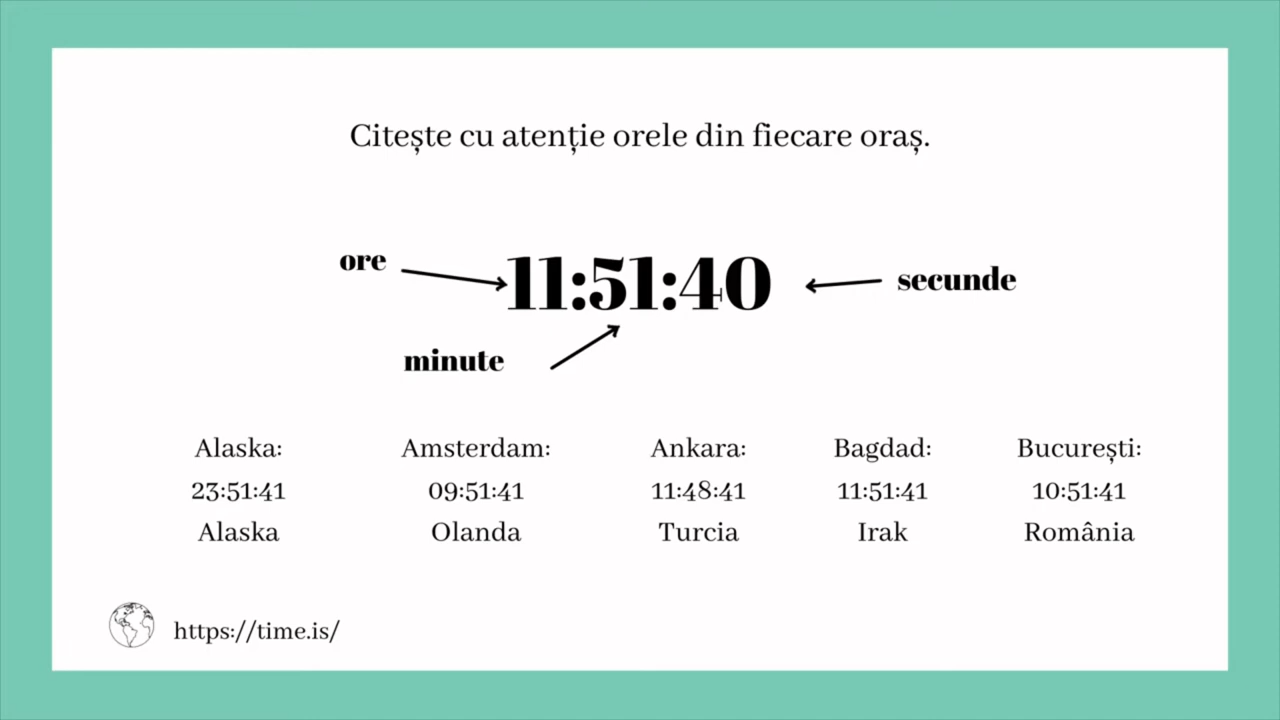 Citește cu atenție orele din fiecare oraș.
ore
11:51:40
secunde
minute
Alaska: Amsterdam: Ankara: Bagdad: București:
23:51:41 09:51:41 11:48:41 11:51:41 10:51:41
Alaska Olanda Turcia Irak România
https://time.is/